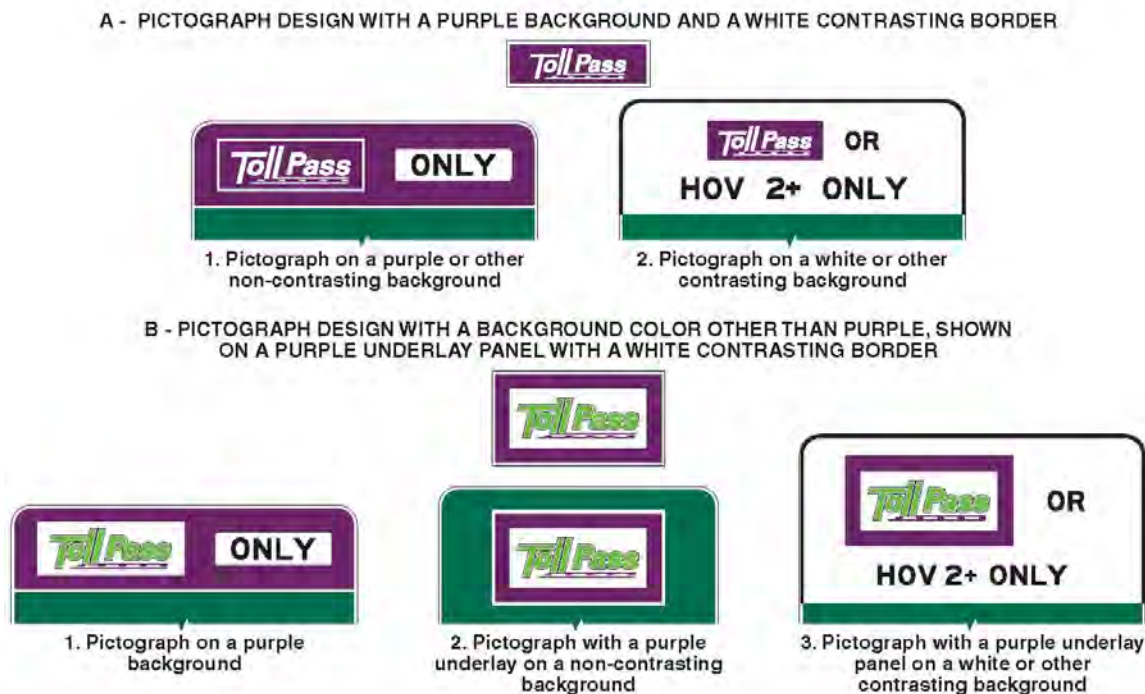 A - PICTOGRAPH DESIGN WITH A PURPLE BACKGROUND AND A WHITE CONTRASTING BORDER
Toll Pass
Toll Pass ONLY
Toll Pass OR
HOV 2+ ONLY
1. Pictograph on a purple or other
non-contrasting background
2. Pictograph on a white or other
contrasting background
B - PICTOGRAPH DESIGN WITH A BACKGROUND COLOR OTHER THAN PURPLE, SHOWN
ON A PURPLE UNDERLAY PANEL WITH A WHITE CONTRASTING BORDER
Toll Pass
Toll Pass ONLY
Toll Pass
Toll Pass OR
HOV 2+ ONLY
1. Pictograph on a purple
background
2. Pictograph with a purple
underlay on a non-contrasting
background
3. Pictograph with a purple underlay
panel on a white or other
contrasting background